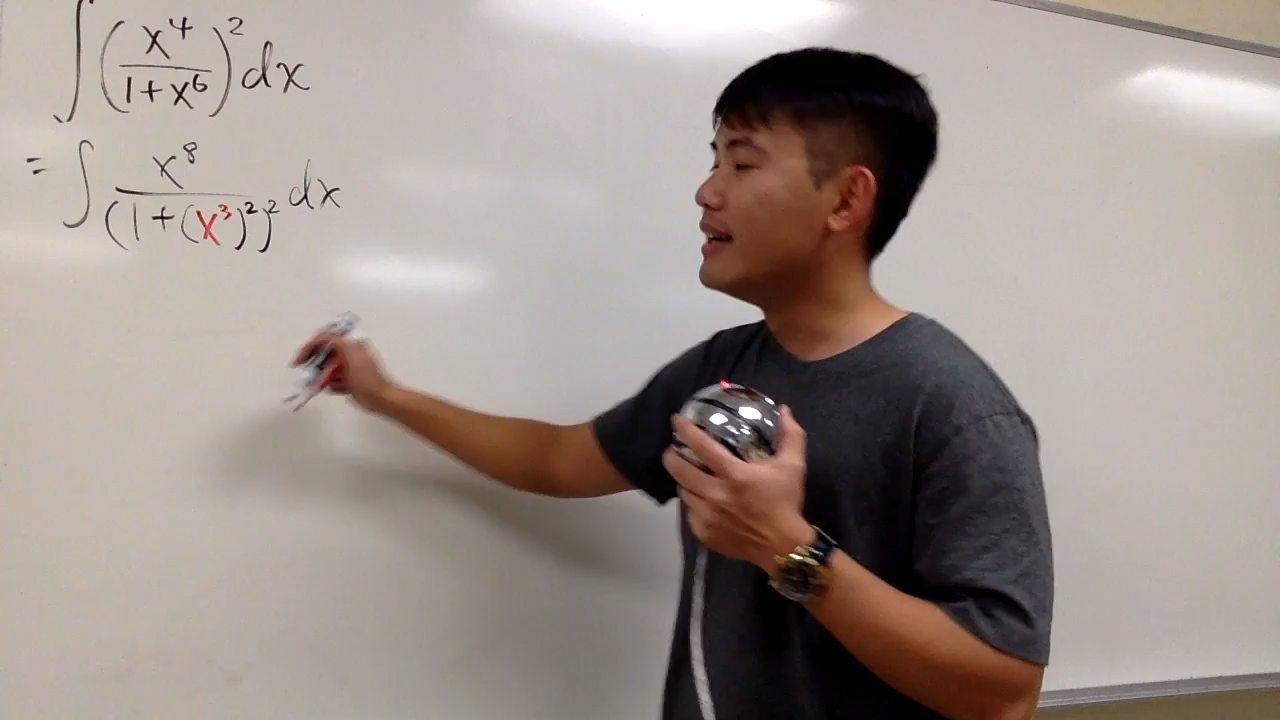 ∫ (x⁴/(1+x⁶))² dx
= ∫ x⁸/(1+(x³)²)² dx